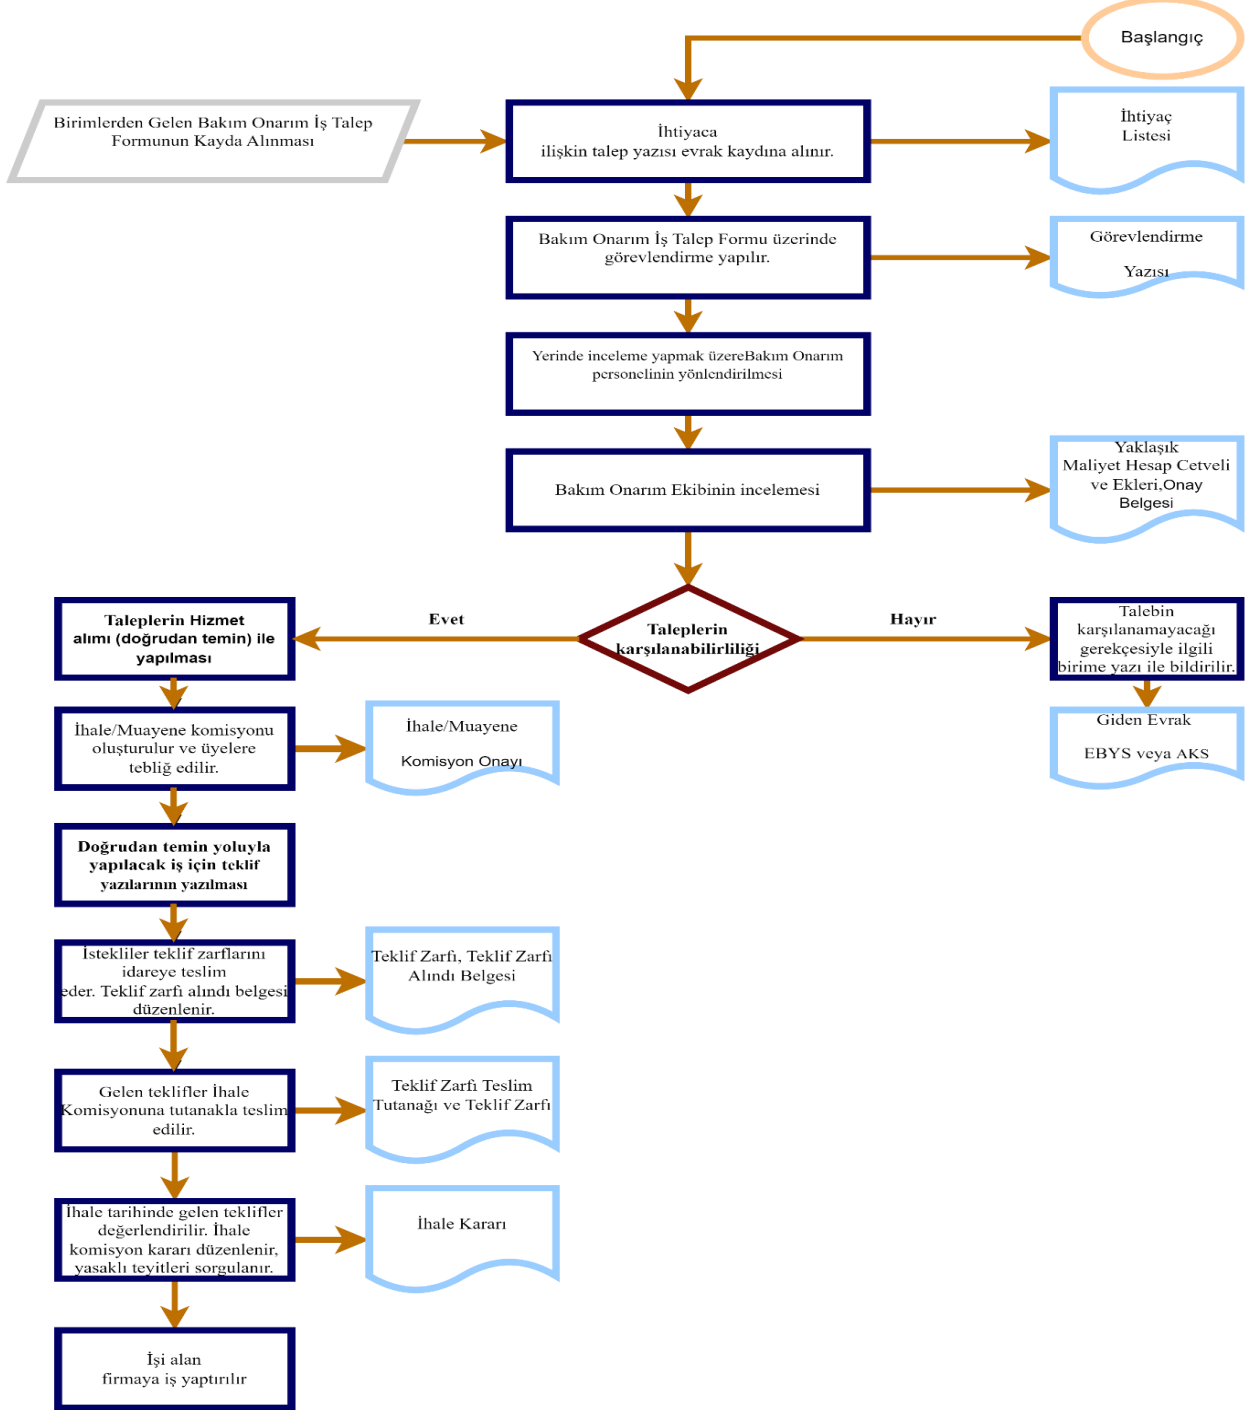 Başlangıç
Birimlerden Gelen Bakım Onarım İş Talep
Formunun Kayda Alınması
İhtiyaca
ilişkin talep yazısı evrak kaydına alınır.
İhtiyaç
Listesi
Bakım Onarım İş Talep Formu üzerinde
görevlendirme yapılır.
Görevlendirme
Yazısı
Yerinde inceleme yapmak üzereBakım Onarım
personelinin yönlendirilmesi
Bakım Onarım Ekibinin incelemesi
Yaklaşık
Maliyet Hesap Cetveli
ve Ekleri,Onay
Belgesi
Taleplerin
karşılanabilirliliği
Evet
Hayır
Taleplerin Hizmet
alımı (doğrudan temin) ile
yapılması
Talebin
karşılanamayacağı
gerekçesiyle ilgili
birime yazı ile bildirilir.
İhale/Muayene komisyonu
oluşturulur ve üyelere
tebliğ edilir.
İhale/Muayene
Komisyon Onayı
Giden Evrak
EBYS veya AKS
Doğrudan temin yoluyla
yapılacak iş için teklif
yazılarının yazılması
İstekliler teklif zarflarını
idareye teslim
eder. Teklif zarfı alındı belgesi
düzenlenir.
Teklif Zarfı, Teklif Zarfı
Alındı Belgesi
Gelen teklifler İhale
Komisyonuna tutanakla teslim
edilir.
Teklif Zarfı Teslim
Tutanağı ve Teklif Zarfı
İhale tarihinde gelen teklifler
değerlendirilir. İhale
komisyon kararı düzenlenir,
yasaklı teyitleri sorgulanır.
İhale Kararı
İşi alan
firmaya iş yaptırılır